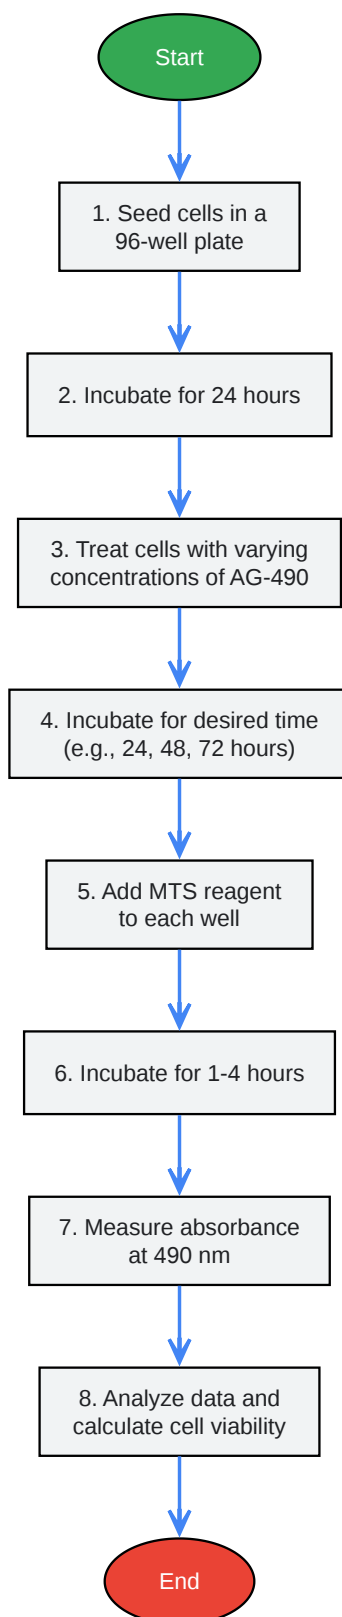 Start
1. Seed cells in a
96-well plate
2. Incubate for 24 hours
3. Treat cells with varying
concentrations of AG-490
4. Incubate for desired time
(e.g., 24, 48, 72 hours)
5. Add MTS reagent
to each well
6. Incubate for 1-4 hours
7. Measure absorbance
at 490 nm
8. Analyze data and
calculate cell viability
End